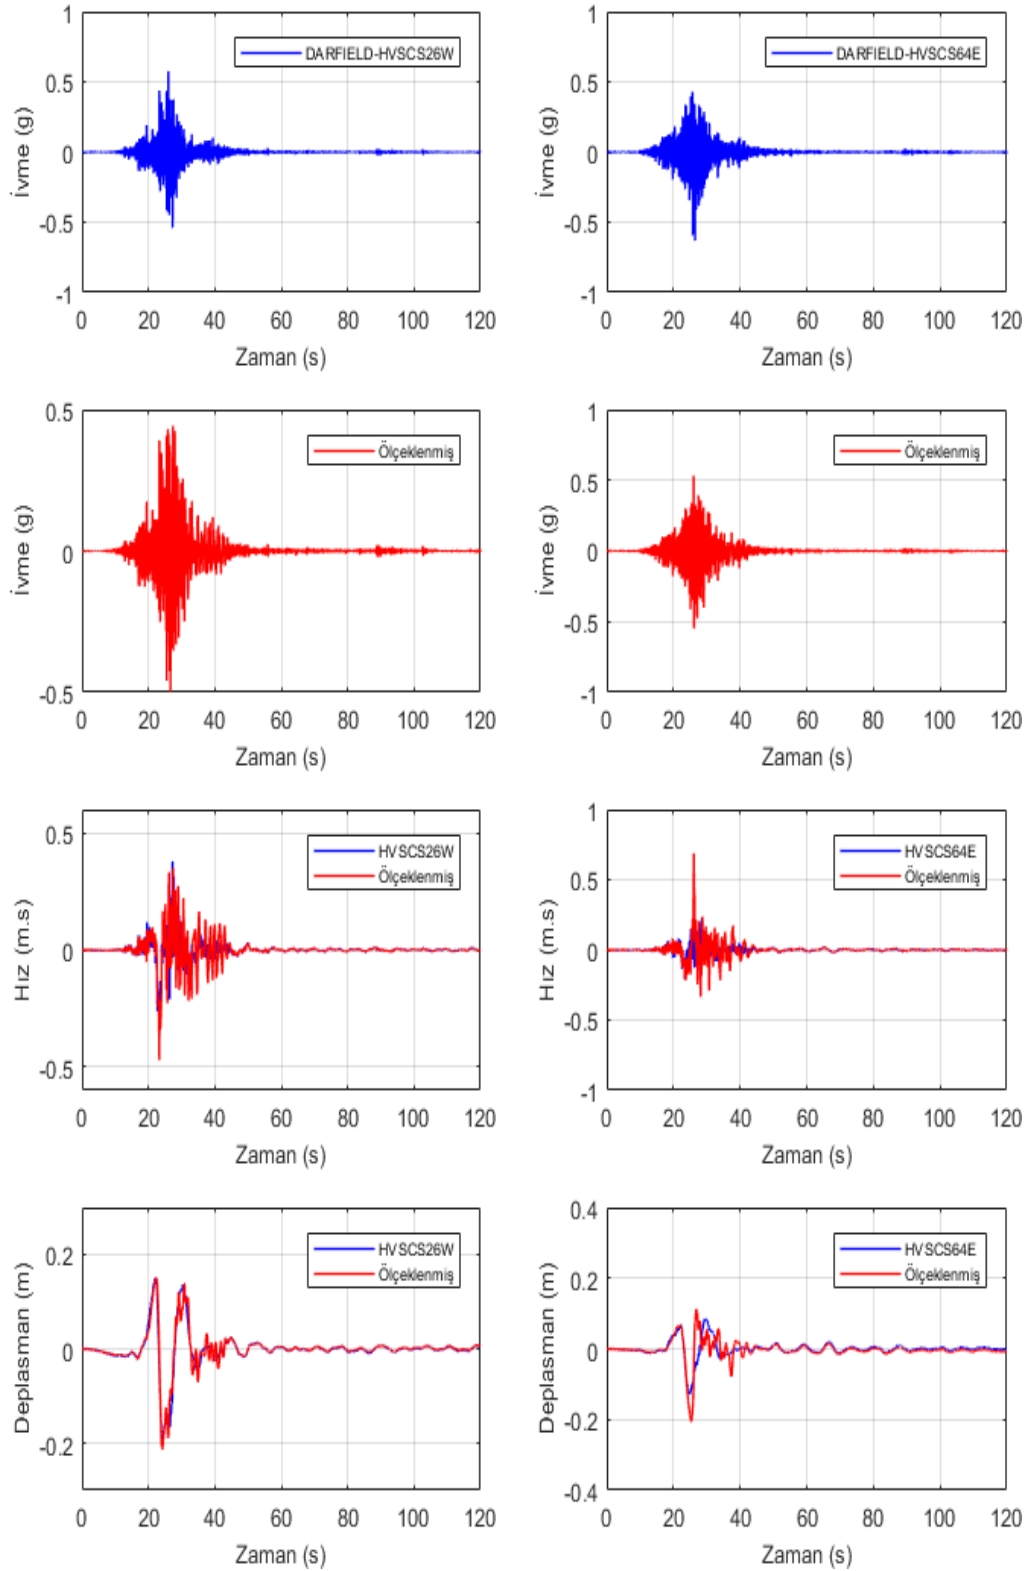 1
0.5
0
-0.5
-1
İvme (g)
DARFIELD-HVSCS26W
0 20 40 60 80 100 120
Zaman (s)
1
0.5
0
-0.5
-1
İvme (g)
DARFIELD-HVSCS64E
0 20 40 60 80 100 120
Zaman (s)
0.5
0
-0.5
İvme (g)
Ölçeklenmiş
0 20 40 60 80 100 120
Zaman (s)
1
0.5
0
-0.5
-1
İvme (g)
Ölçeklenmiş
0 20 40 60 80 100 120
Zaman (s)
0.5
0
-0.5
Hız (m.s)
HVSCS26W
Ölçeklenmiş
0 20 40 60 80 100 120
Zaman (s)
1
0.5
0
-0.5
-1
Hız (m.s)
HVSCS64E
Ölçeklenmiş
0 20 40 60 80 100 120
Zaman (s)
0.2
0
-0.2
Deplasman (m)
HVSCS26W
Ölçeklenmiş
0 20 40 60 80 100 120
Zaman (s)
0.4
0.2
0
-0.2
-0.4
Deplasman (m)
HVSCS64E
Ölçeklenmiş
0 20 40 60 80 100 120
Zaman (s)